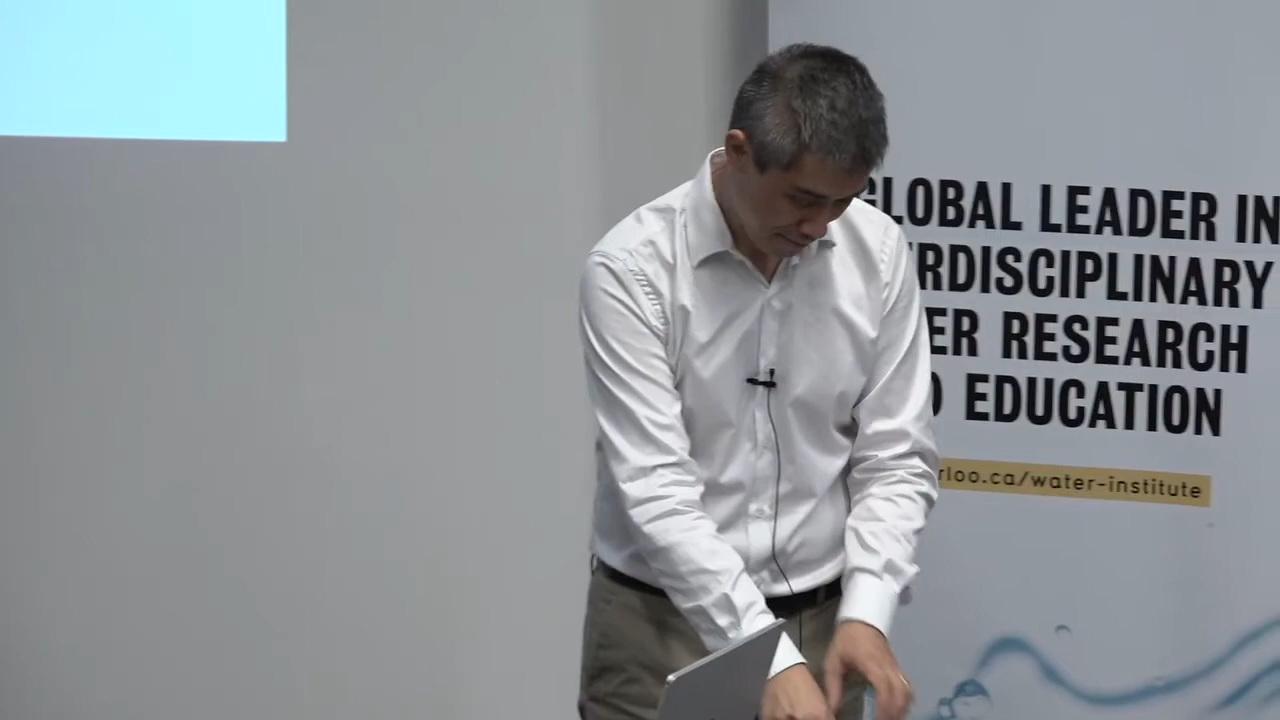 GLOBAL LEADER IN
RDISCIPLINARY
ER RESEARCH
EDUCATION
rloo.ca/water-institute